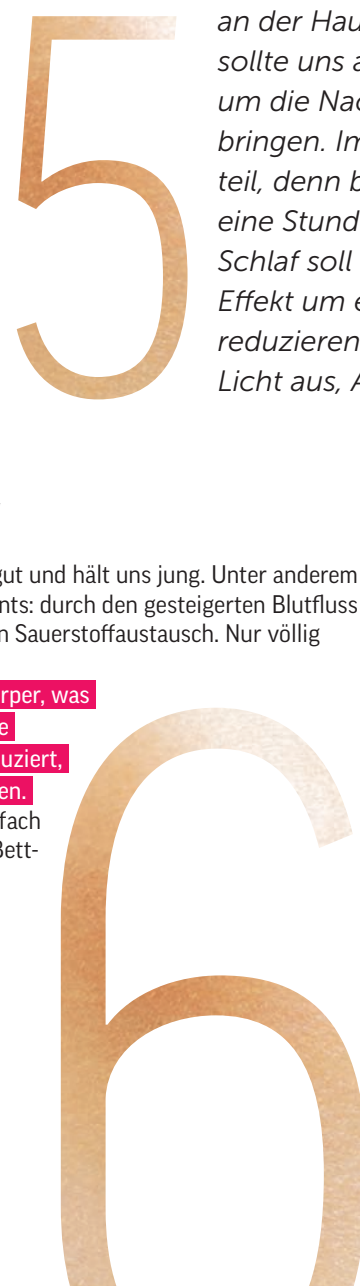 5
an der Hau
sollte uns a
um die Nac
bringen. Im
teil, denn b
eine Stund
Schlaf soll
Effekt um e
reduzieren
Licht aus, A
gut und hält uns jung. Unter anderem
nts: durch den gesteigerten Blutfluss
n Sauerstoffaustausch. Nur völlig
rper, was
e
uziert,
en.
fach
Bett-
6